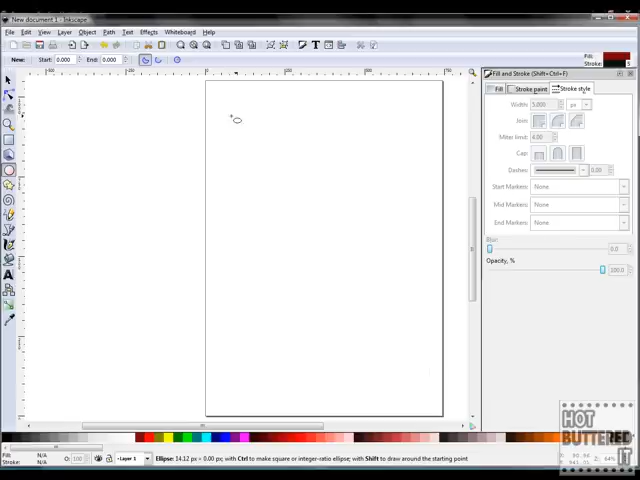 New document 1 - Inkscape
File Edit View Layer Object Path Text Effects Whiteboard Help
New: Start: 0.000 End: 0.000
Fill:
Stroke: 5
Fill and Stroke (Shift+Ctrl+F)
Fill Stroke paint Stroke style
Width: 5.000 px
Join:
Miter limit: 4.00
Cap:
Dashes: 0.00
Start Markers: None
Mid Markers: None
End Markers: None
Blur:
0.0
Opacity, %
100.0
Fill: N/A
Stroke: N/A
O: 100
Layer 1
Ellipse: 14.12 px × 0.00 px; with Ctrl to make square or integer-ratio ellipse; with Shift to draw around the starting point
Z: 64%
HOT
BUTTERED
IT